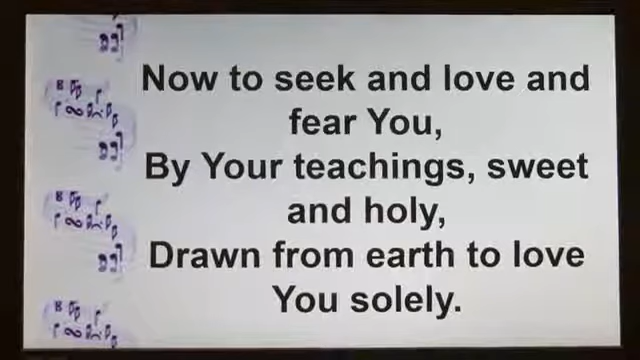 Now to seek and love and
fear You,
By Your teachings, sweet
and holy,
Drawn from earth to love
You solely.